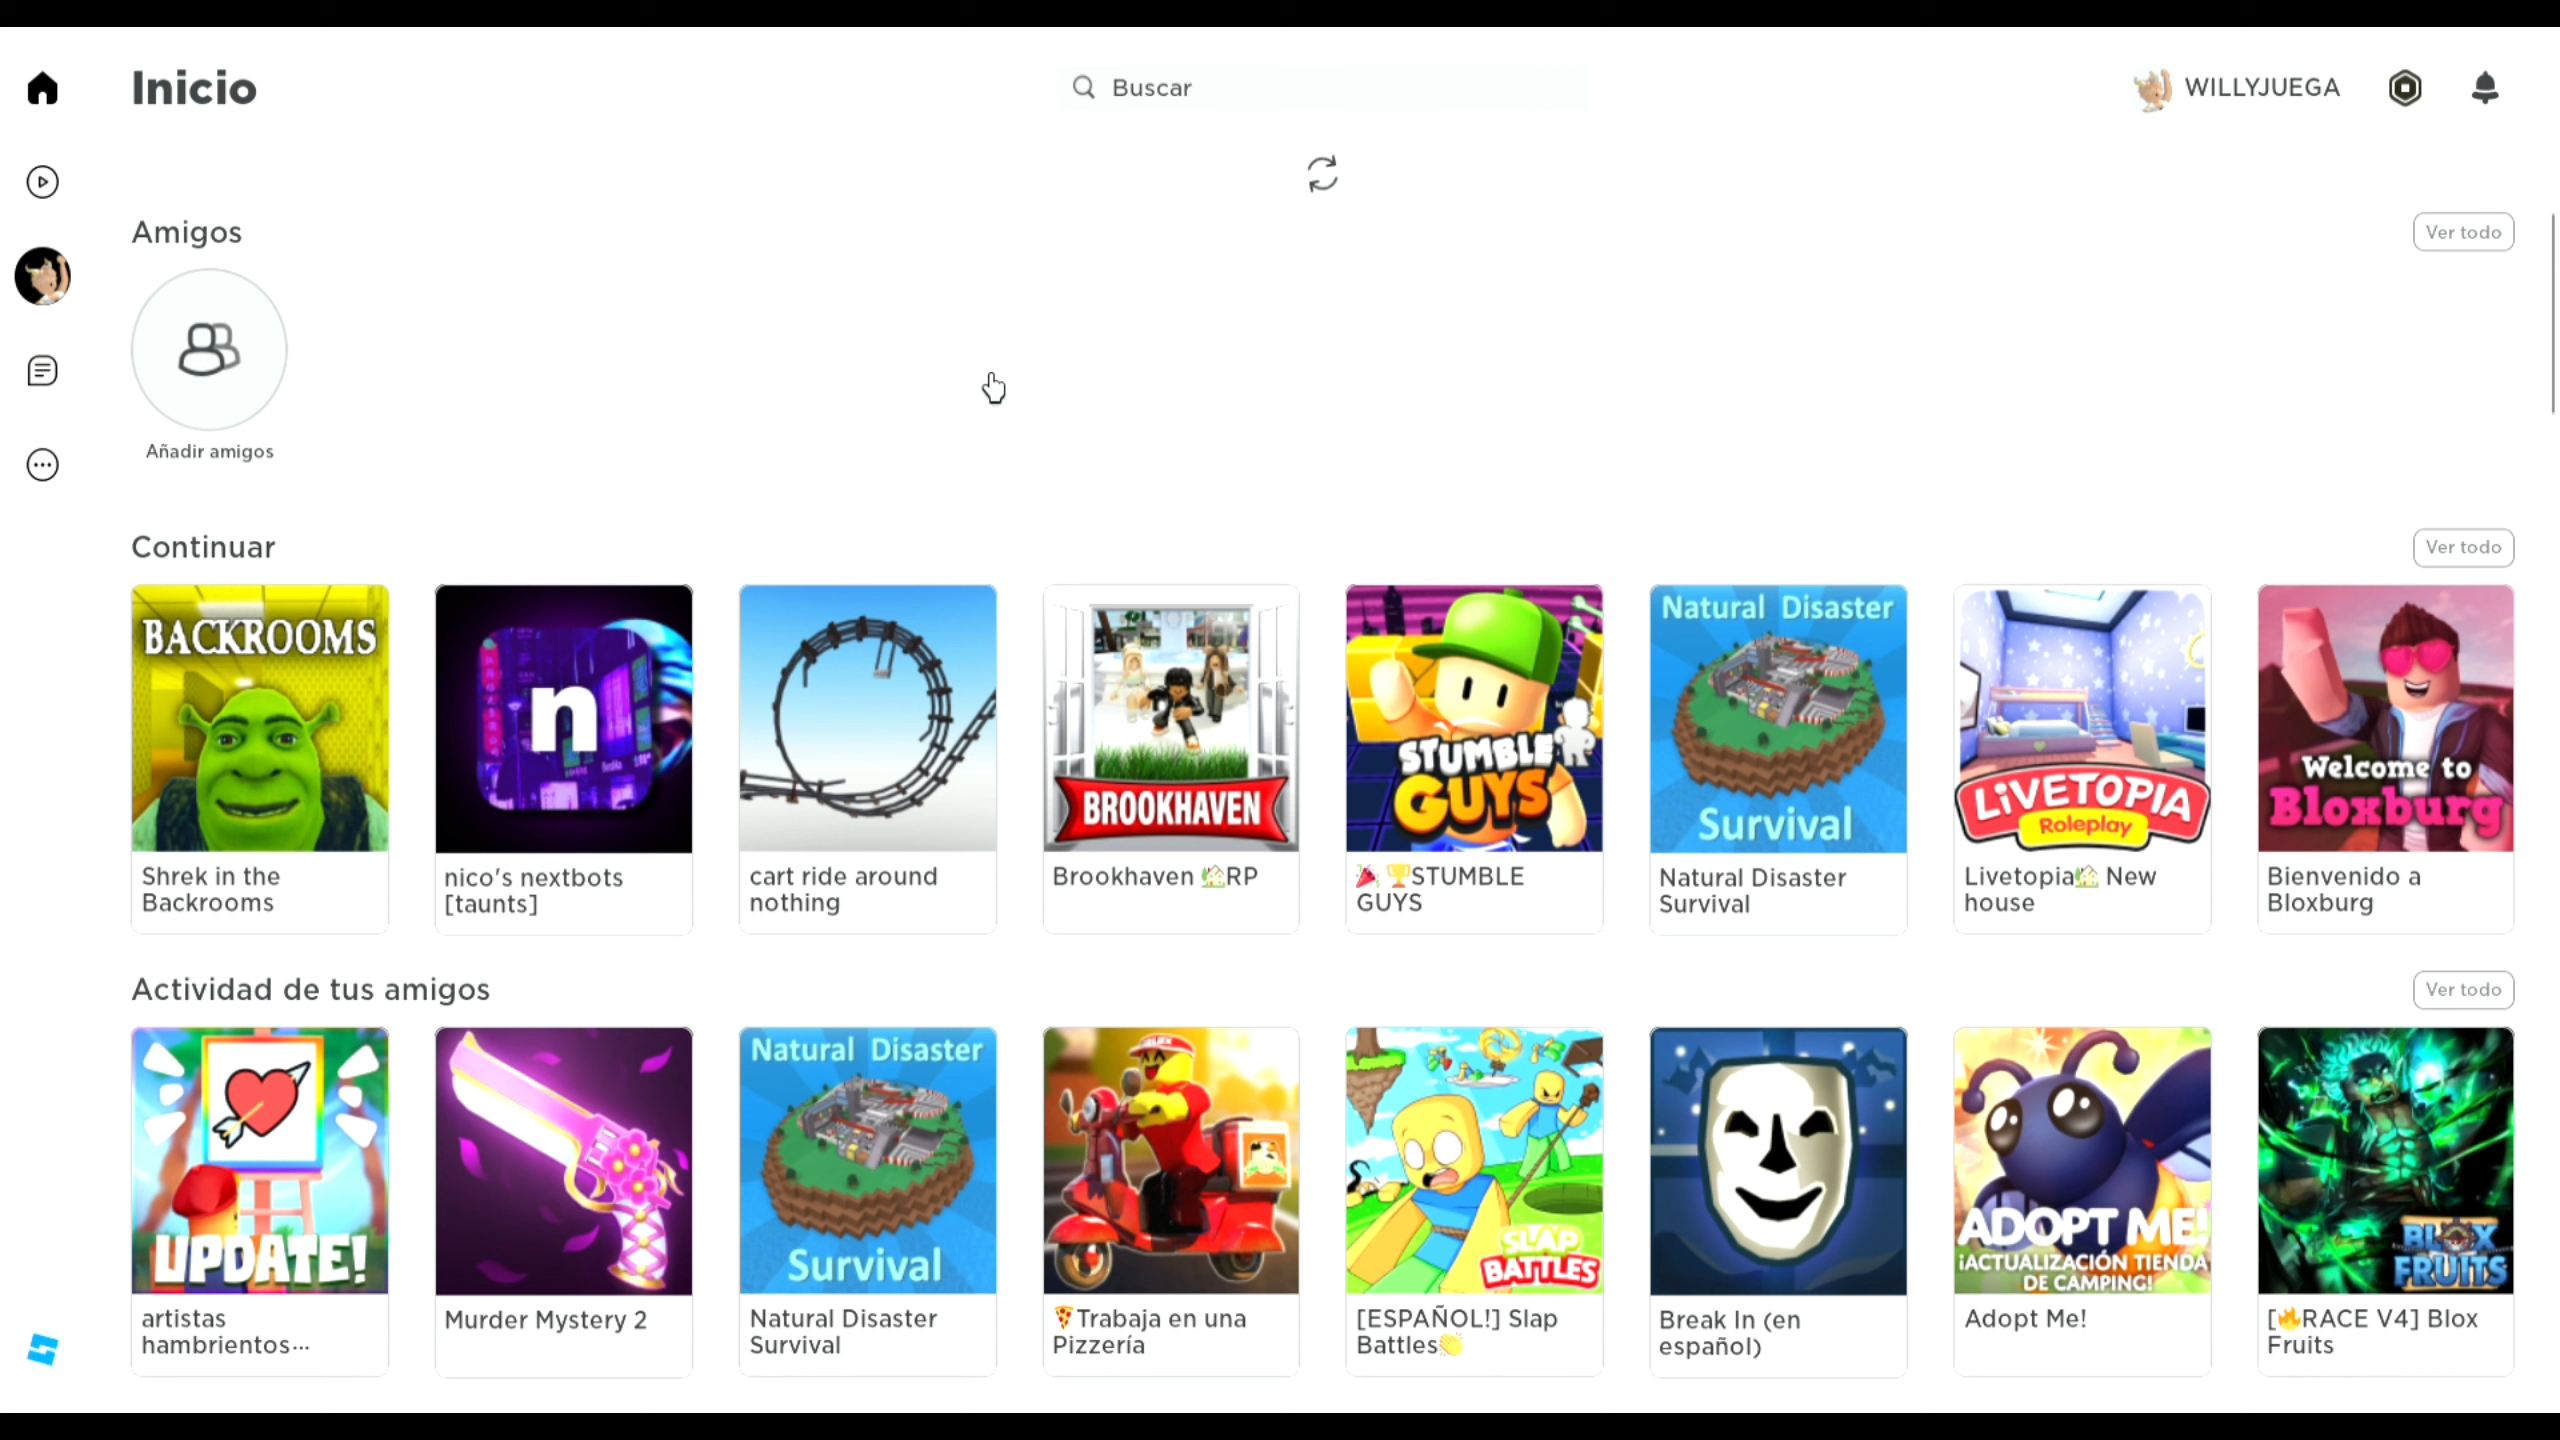 Inicio
Buscar
WILLYJUEGA
Amigos
Ver todo
Añadir amigos
Continuar
Ver todo
BACKROOMS
n
BROOKHAVEN
STUMBLE
GUYS
Natural Disaster
Survival
LiVETOPIA
Roleplay
Welcome to
Bloxburg
Shrek in the
Backrooms
nico's nextbots
[taunts]
cart ride around
nothing
Brookhaven 🏡RP
🎉🏆STUMBLE
GUYS
Natural Disaster
Survival
Livetopia🏡 New
house
Bienvenido a
Bloxburg
Actividad de tus amigos
Ver todo
UPDATE!
Natural Disaster
Survival
SLAP
BATTLES
ADOPT ME!
¡ACTUALIZACIÓN TIENDA
DE CAMPING!
BLOX
FRUITS
artistas
hambrientos...
Murder Mystery 2
Natural Disaster
Survival
🍕Trabaja en una
Pizzería
[ESPAÑOL!] Slap
Battles👏
Break In (en
español)
Adopt Me!
[🔥RACE V4] Blox
Fruits